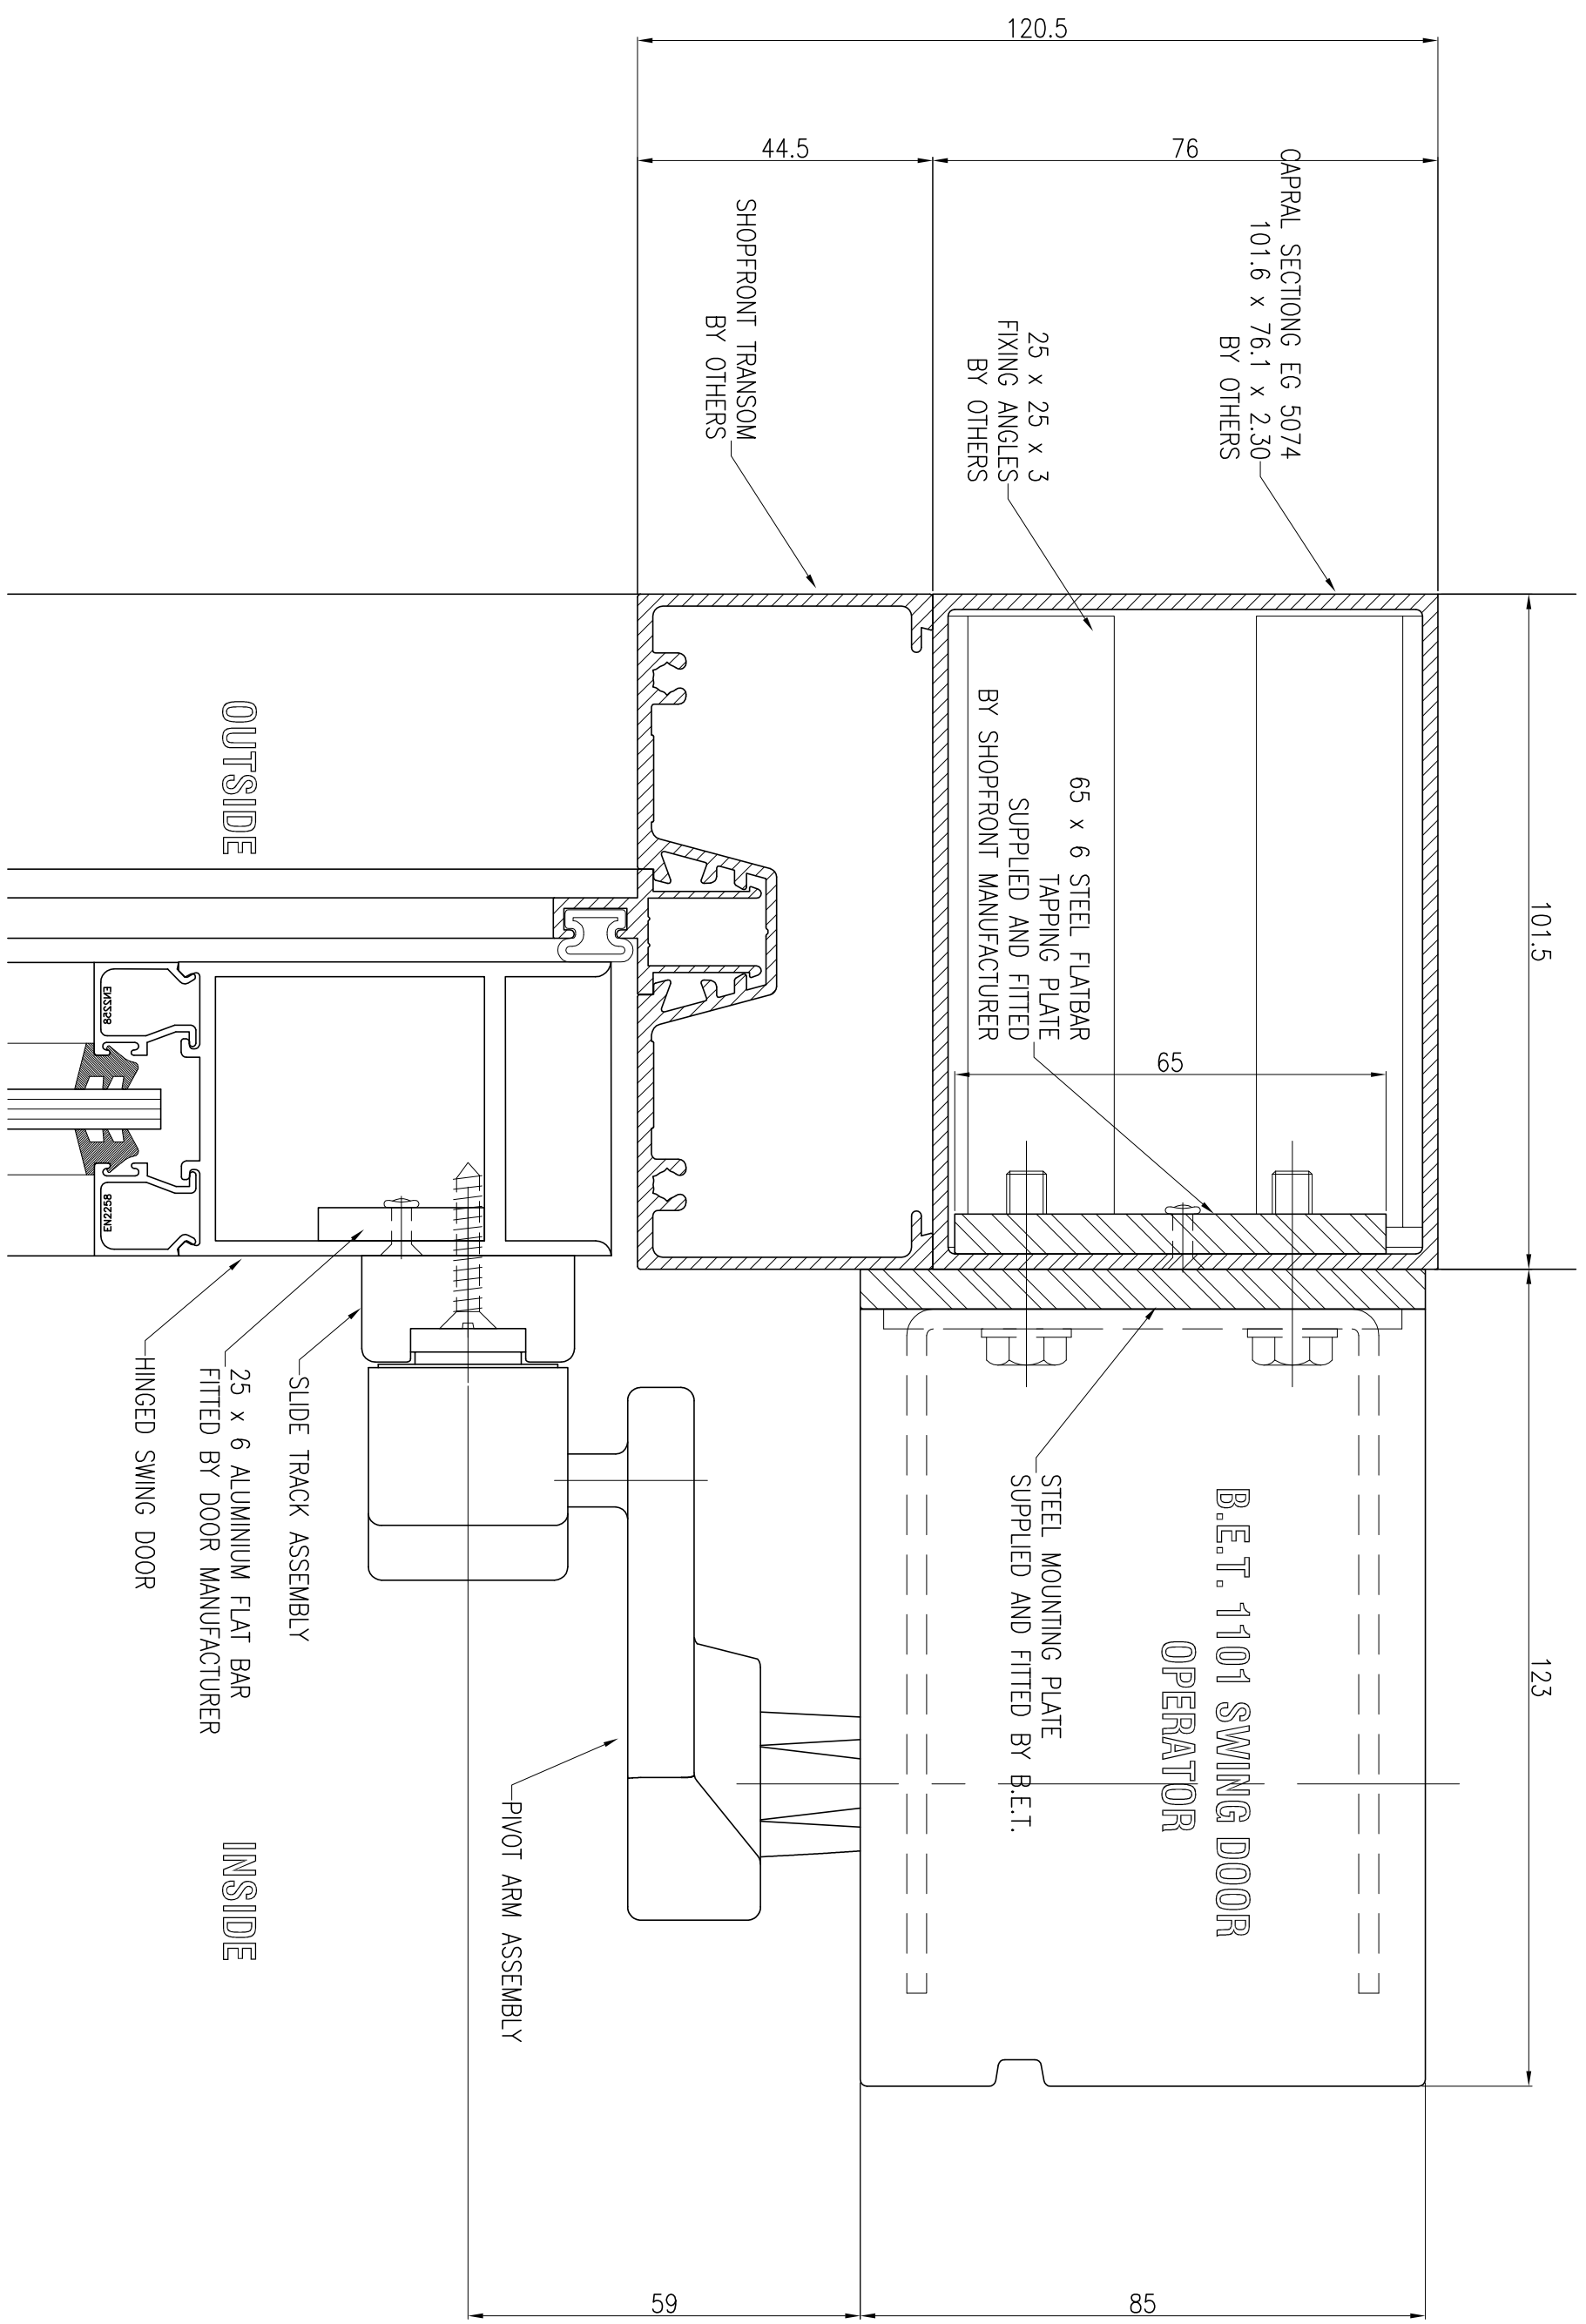 120.5
44.5
76
CAPRAL SECTIONG EG 5074
101.6 x 76.1 x 2.30
BY OTHERS
25 x 25 x 3
FIXING ANGLES
BY OTHERS
SHOPFRONT TRANSOM
BY OTHERS
101.5
65 x 6 STEEL FLATBAR
TAPPING PLATE
SUPPLIED AND FITTED
BY SHOPFRONT MANUFACTURER
65
OUTSIDE
EN2258
EN2258
123
B.E.T. 1101 SWING DOOR
OPERATOR
STEEL MOUNTING PLATE
SUPPLIED AND FITTED BY B.E.T.
SLIDE TRACK ASSEMBLY
25 x 6 ALUMINIUM FLAT BAR
FITTED BY DOOR MANUFACTURER
HINGED SWING DOOR
PIVOT ARM ASSEMBLY
INSIDE
85
59